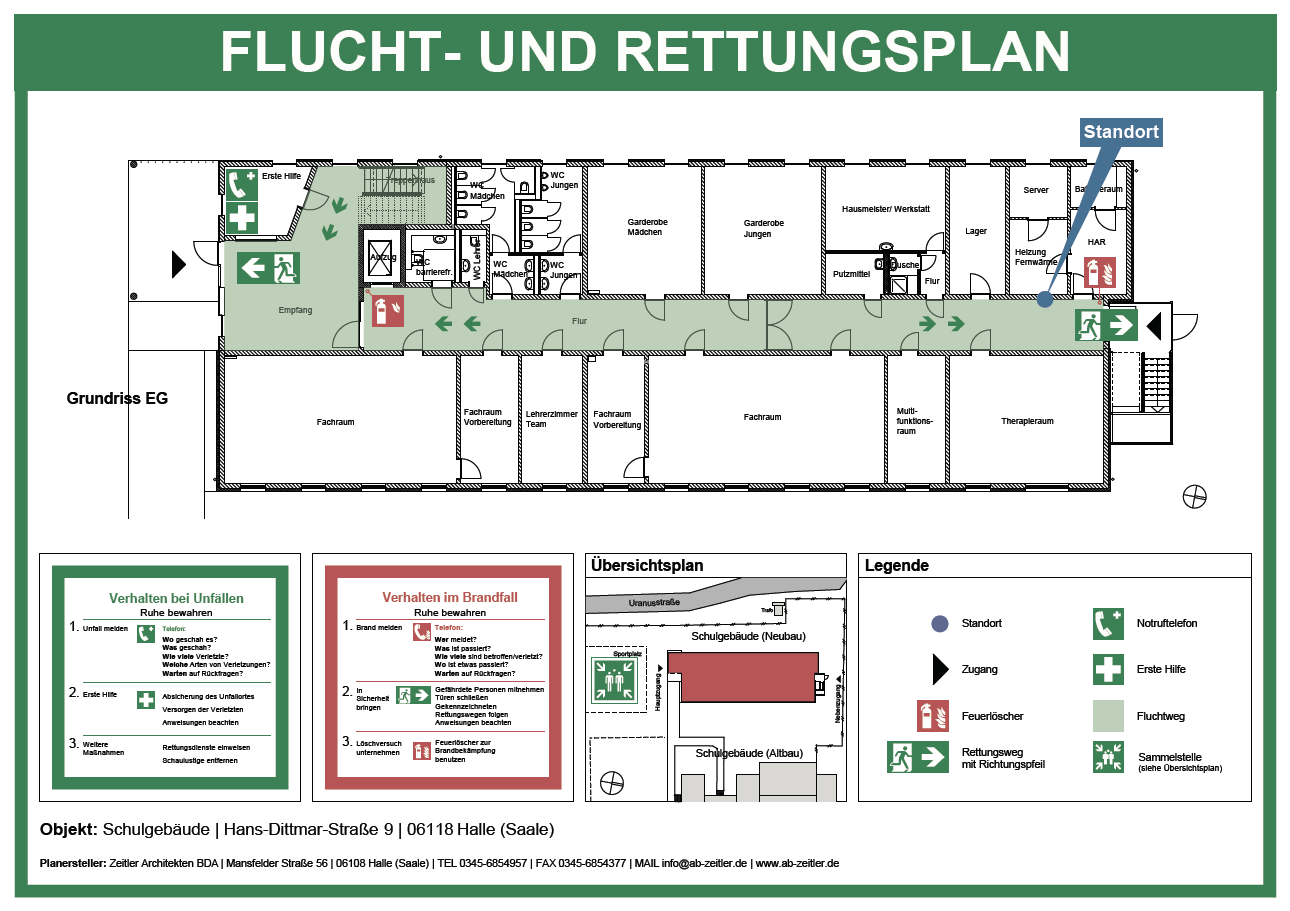 FLUCHT- UND RETTUNGSPLAN
Standort
Erste Hilfe
Treppenhaus
WC
Mädchen
WC
Jungen
Garderobe
Mädchen
Garderobe
Jungen
Hausmeister/ Werkstatt
Lager
Server
HAR
Heizung
Fernwärme
Aufzug
WC
barrierefr.
WC
Mädchen
WC
Jungen
Putzmittel
Dusche
Flur
Empfang
Flur
Grundriss EG
Fachraum
Fachraum
Vorbereitung
Lehrerzimmer
Team
Fachraum
Vorbereitung
Fachraum
Multi-
funktions-
raum
Therapieraum
Verhalten bei Unfällen
Ruhe bewahren
1. Unfall melden
Telefon:
Wo geschah es?
Was geschah?
Wie viele Verletzte?
Welche Arten von Verletzungen?
Warten auf Rückfragen?
2. Erste Hilfe
Absicherung des Unfallortes
Versorgen der Verletzten
Anweisungen beachten
3. Weitere
Maßnahmen
Rettungsdienste einweisen
Schaulustige entfernen
Verhalten im Brandfall
Ruhe bewahren
1. Brand melden
Telefon:
Wer meldet?
Was ist passiert?
Wie viele sind betroffen/verletzt?
Wo ist etwas passiert?
Warten auf Rückfragen?
2. In
Sicherheit
bringen
Gefährdete Personen mitnehmen
Türen schließen
Gekennzeichneten
Rettungswegen folgen
Anweisungen beachten
3. Löschversuch
unternehmen
Feuerlöscher zur
Brandbekämpfung
benutzen
Übersichtsplan
Uranusstraße
Trafo
Schulgebäude (Neubau)
Sportplatz
Hauptzugang
Nebenzugang
Schulgebäude (Altbau)
Legende
Standort
Zugang
Feuerlöscher
Rettungsweg
mit Richtungspfeil
Notruftelefon
Erste Hilfe
Fluchtweg
Sammelstelle
(siehe Übersichtsplan)
Objekt: Schulgebäude | Hans-Dittmar-Straße 9 | 06118 Halle (Saale)
Planersteller: Zeitler Architekten BDA | Mansfelder Straße 56 | 06108 Halle (Saale) | TEL 0345-6854957 | FAX 0345-6854377 | MAIL info@ab-zeitler.de | www.ab-zeitler.de